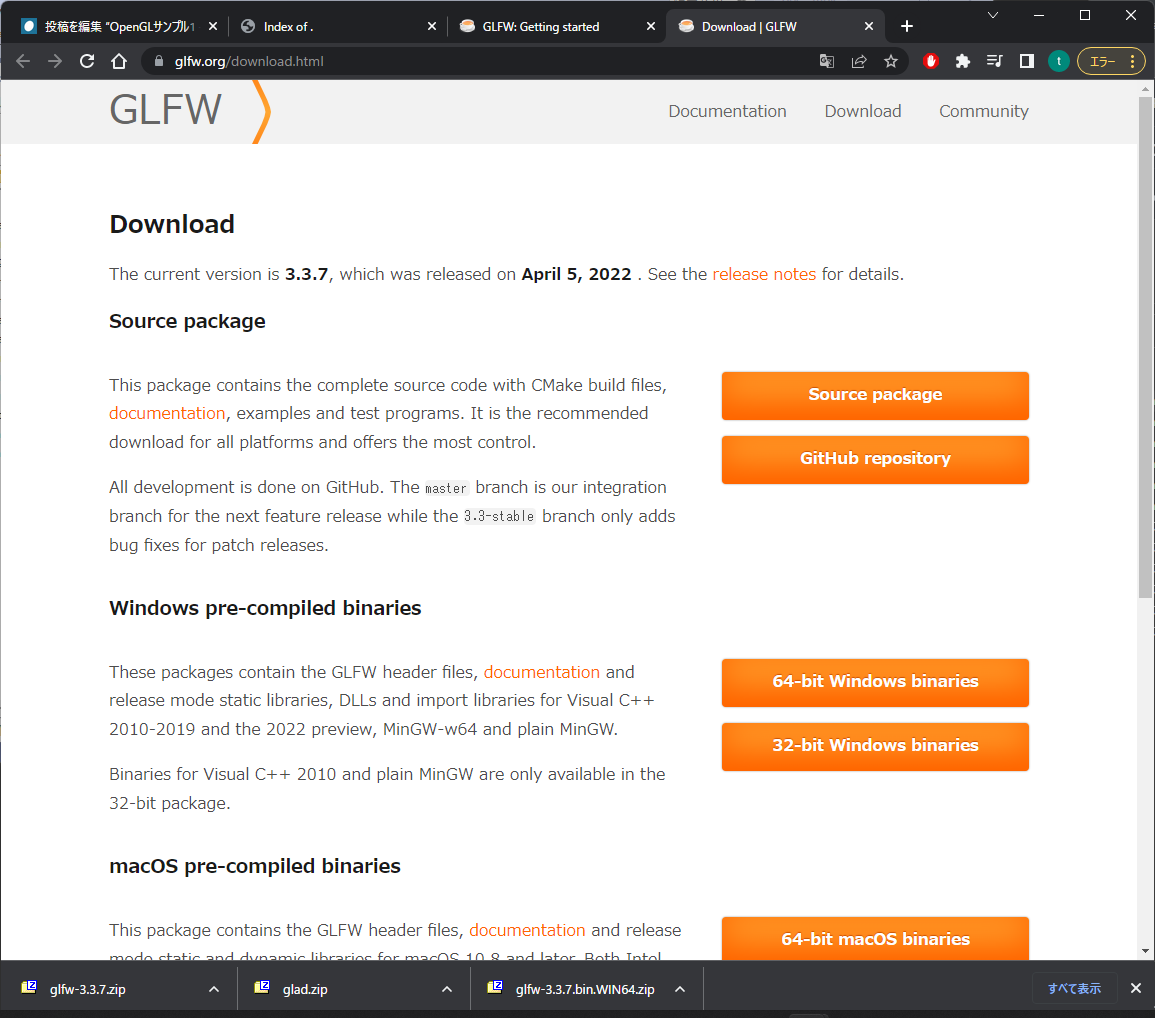 投稿を編集 "OpenGLサンプル1
Index of .
GLFW: Getting started
Download | GLFW
glfw.org/download.html
t
エラー
GLFW
Documentation
Download
Community
Download
The current version is 3.3.7, which was released on April 5, 2022 . See the release notes for details.
Source package
This package contains the complete source code with CMake build files,
documentation, examples and test programs. It is the recommended
download for all platforms and offers the most control.
Source package
GitHub repository
All development is done on GitHub. The master branch is our integration
branch for the next feature release while the 3.3-stable branch only adds
bug fixes for patch releases.
Windows pre-compiled binaries
These packages contain the GLFW header files, documentation and
release mode static libraries, DLLs and import libraries for Visual C++
2010-2019 and the 2022 preview, MinGW-w64 and plain MinGW.
64-bit Windows binaries
32-bit Windows binaries
Binaries for Visual C++ 2010 and plain MinGW are only available in the
32-bit package.
macOS pre-compiled binaries
This package contains the GLFW header files, documentation and release
mode static and dynamic libraries for macOS 10.8 and later. Both Intel
64-bit macOS binaries
glfw-3.3.7.zip
glad.zip
glfw-3.3.7.bin.WIN64.zip
すべて表示